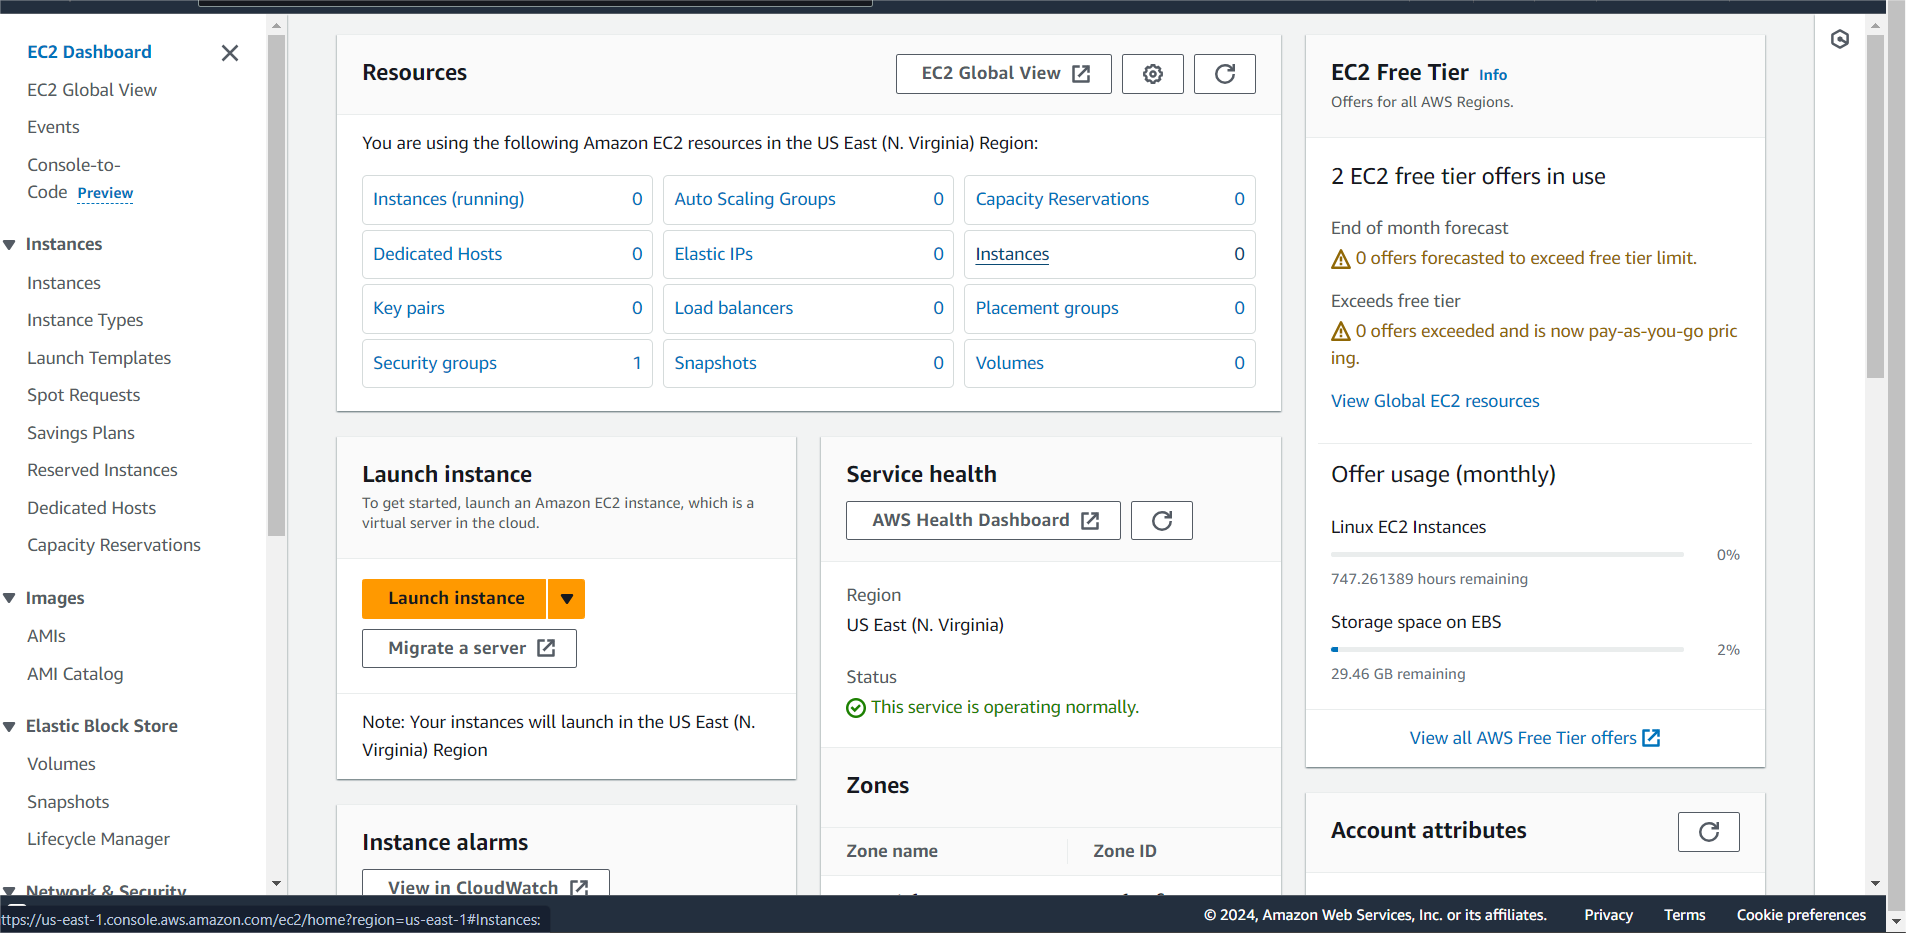 EC2 Dashboard
EC2 Global View
Events
Console-to-
Code Preview
Instances
Instances
Instance Types
Launch Templates
Spot Requests
Savings Plans
Reserved Instances
Dedicated Hosts
Capacity Reservations
Images
AMIs
AMI Catalog
Elastic Block Store
Volumes
Snapshots
Lifecycle Manager
Network & Security
Resources
EC2 Global View
You are using the following Amazon EC2 resources in the US East (N. Virginia) Region:
Instances (running) 0
Auto Scaling Groups 0
Capacity Reservations 0
Dedicated Hosts 0
Elastic IPs 0
Instances 0
Key pairs 0
Load balancers 0
Placement groups 0
Security groups 1
Snapshots 0
Volumes 0
Launch instance
To get started, launch an Amazon EC2 instance, which is a
virtual server in the cloud.
Launch instance
Migrate a server
Note: Your instances will launch in the US East (N.
Virginia) Region
Instance alarms
View in CloudWatch
Service health
AWS Health Dashboard
Region
US East (N. Virginia)
Status
This service is operating normally.
Zones
Zone name Zone ID
EC2 Free Tier Info
Offers for all AWS Regions.
2 EC2 free tier offers in use
End of month forecast
0 offers forecasted to exceed free tier limit.
Exceeds free tier
0 offers exceeded and is now pay-as-you-go pric
ing.
View Global EC2 resources
Offer usage (monthly)
Linux EC2 Instances
0%
747.261389 hours remaining
Storage space on EBS
2%
29.46 GB remaining
View all AWS Free Tier offers
Account attributes
ttps://us-east-1.console.aws.amazon.com/ec2/home?region=us-east-1#Instances:
© 2024, Amazon Web Services, Inc. or its affiliates. Privacy Terms Cookie preferences